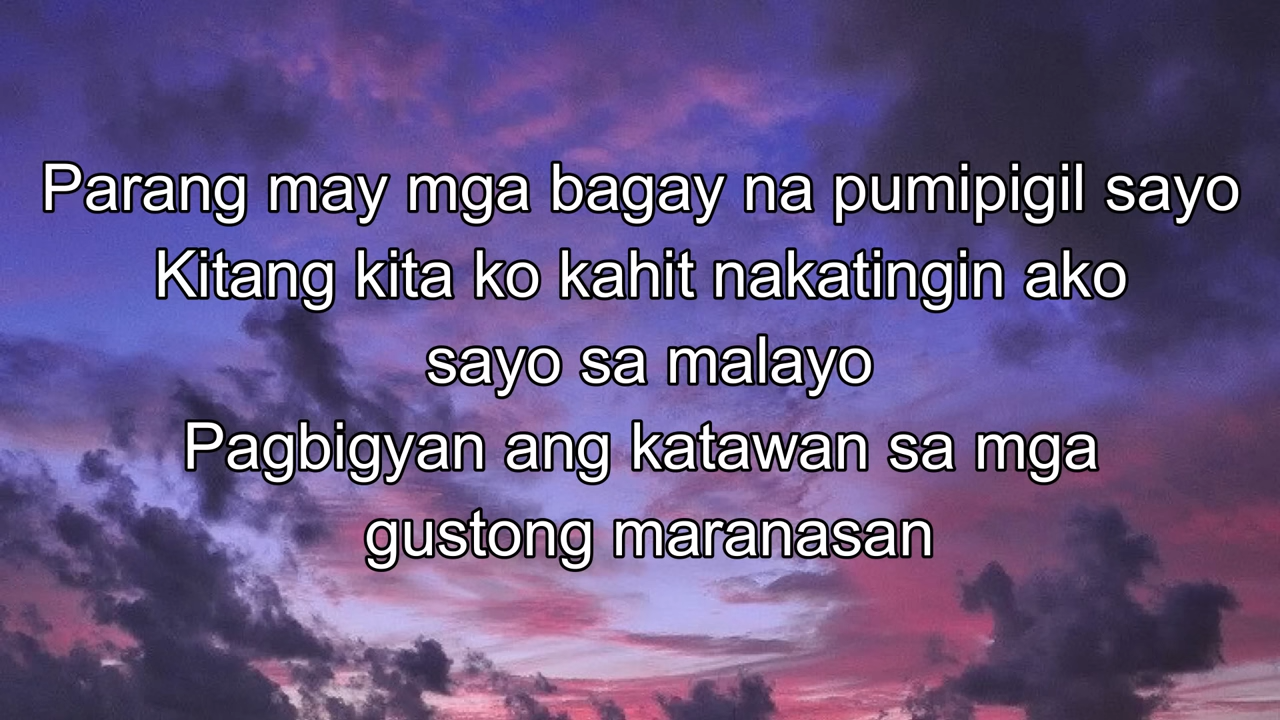 Parang may mga bagay na pumipigil sayo
Kitang kita ko kahit nakatingin ako
sayo sa malayo
Pagbigyan ang katawan sa mga
gustong maranasan